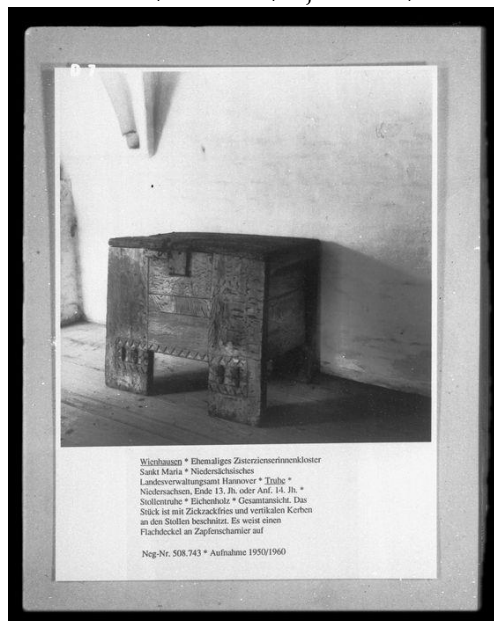 D 7
Wienhausen * Ehemaliges Zisterzienserinnenkloster
Sankt Maria * Niedersächsisches
Landesverwaltungsamt Hannover * Truhe *
Niedersachsen, Ende 13. Jh. oder Anf. 14. Jh. *
Stollentruhe * Eichenholz * Gesamtansicht. Das
Stück ist mit Zickzackfries und vertikalen Kerben
an den Stollen beschnitzt. Es weist einen
Flachdeckel an Zapfenscharnier auf
Neg-Nr. 508.743 * Aufnahme 1950/1960